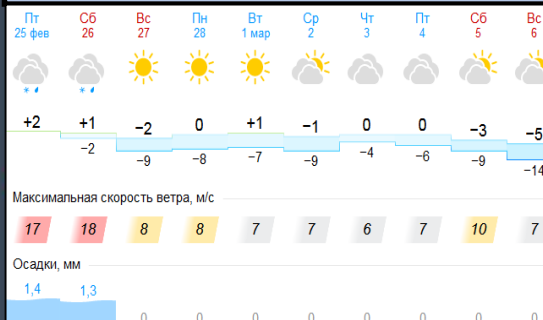 Пт Сб Вс Пн Вт Ср Чт Пт Сб Вс
25 фев 26 27 28 1 мар 2 3 4 5 6
+2 +1 −2 0 +1 −1 0 0 −3 −5
−2 −9 −8 −7 −9 −4 −6 −9 −14
Максимальная скорость ветра, м/с
17 18 8 8 7 7 6 7 10 7
Осадки, мм
1,4 1,3
0 0 0 0 0 0 0 0